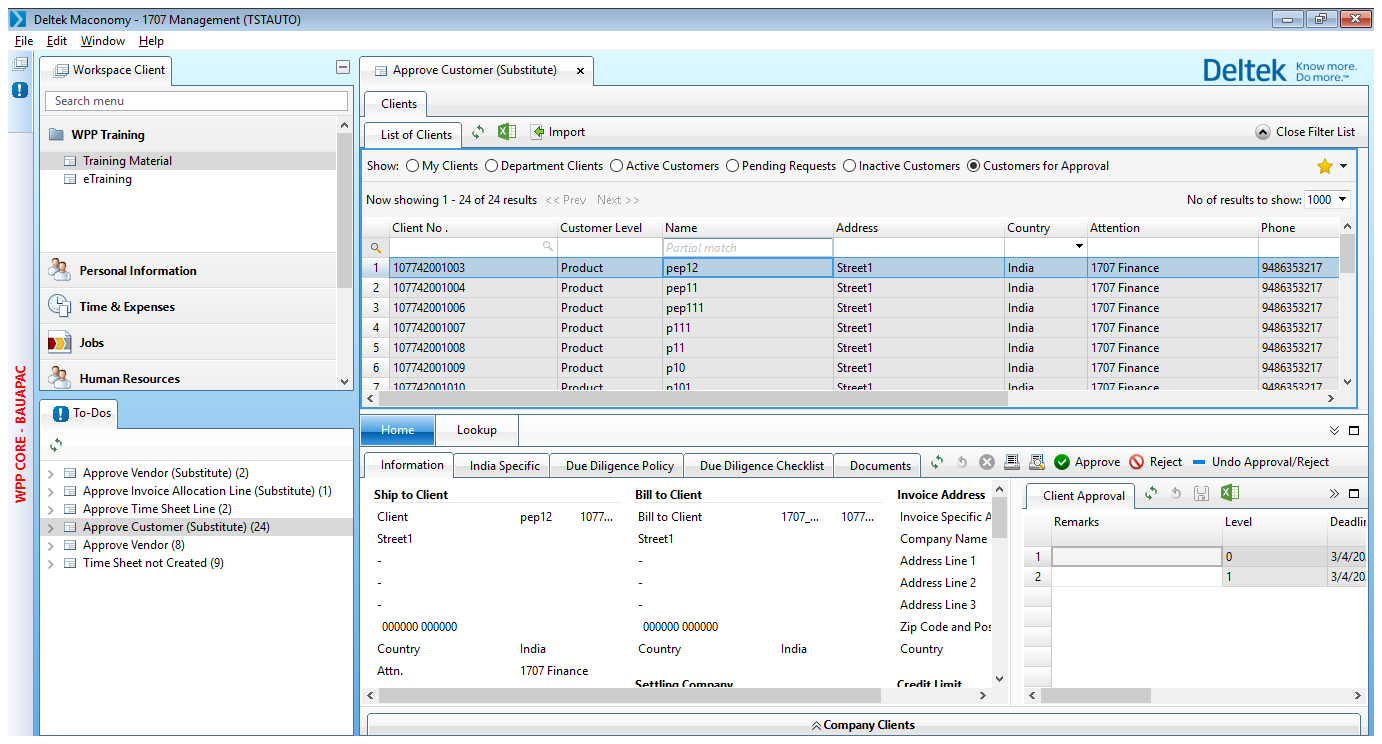 Deltek Maconomy - 1707 Management (TSTAUTO)
File Edit Window Help
Workspace Client
Search menu
WPP Training
Training Material
eTraining
Personal Information
Time & Expenses
Jobs
Human Resources
WPP CORE - BAUAPAC
To-Dos
Approve Vendor (Substitute) (2)
Approve Invoice Allocation Line (Substitute) (1)
Approve Time Sheet Line (2)
Approve Customer (Substitute) (24)
Approve Vendor (8)
Time Sheet not Created (9)
Approve Customer (Substitute) x
Deltek Know more. Do more.™
Clients
List of Clients Import Close Filter List
Show: My Clients Department Clients Active Customers Pending Requests Inactive Customers Customers for Approval
Now showing 1 - 24 of 24 results << Prev Next >> No of results to show: 1000
Client No . Customer Level Name Address Country Attention Phone
Partial match
1 107742001003 Product pep12 Street1 India 1707 Finance 9486353217
2 107742001004 Product pep11 Street1 India 1707 Finance 9486353217
3 107742001006 Product pep111 Street1 India 1707 Finance 9486353217
4 107742001007 Product p111 Street1 India 1707 Finance 9486353217
5 107742001008 Product p11 Street1 India 1707 Finance 9486353217
6 107742001009 Product p10 Street1 India 1707 Finance 9486353217
7 107742001010 Product p101 Street1 India 1707 Finance 9486353217
Home Lookup
Information India Specific Due Diligence Policy Due Diligence Checklist Documents Approve Reject Undo Approval/Reject
Ship to Client Bill to Client Invoice Address
Client pep12 1077... Bill to Client 1707_... 1077... Invoice Specific A
Street1 Street1 Company Name
- - Address Line 1
- - Address Line 2
- - Address Line 3
000000 000000 000000 000000 Zip Code and Pos
Country India Country India Country
Attn. 1707 Finance
Settling Company Credit Limit
Client Approval
Remarks Level Deadlin
1 0 3/4/20
2 1 3/4/20
Company Clients